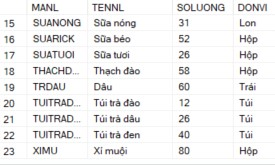 MANL TENNL SOLUONG DONVI
15 SUANONG Sữa nóng 31 Lon
16 SUARICK Sữa béo 52 Hộp
17 SUATUOI Sữa tươi 26 Hộp
18 THACHD... Thạch đào 58 Hộp
19 TRDAU Dâu 60 Trái
20 TUITRAD... Túi trà đào 12 Túi
21 TUITRAD... Túi trà dâu 26 Túi
22 TUITRAD... Túi trà đen 40 Túi
23 XIMU Xí muội 80 Hộp